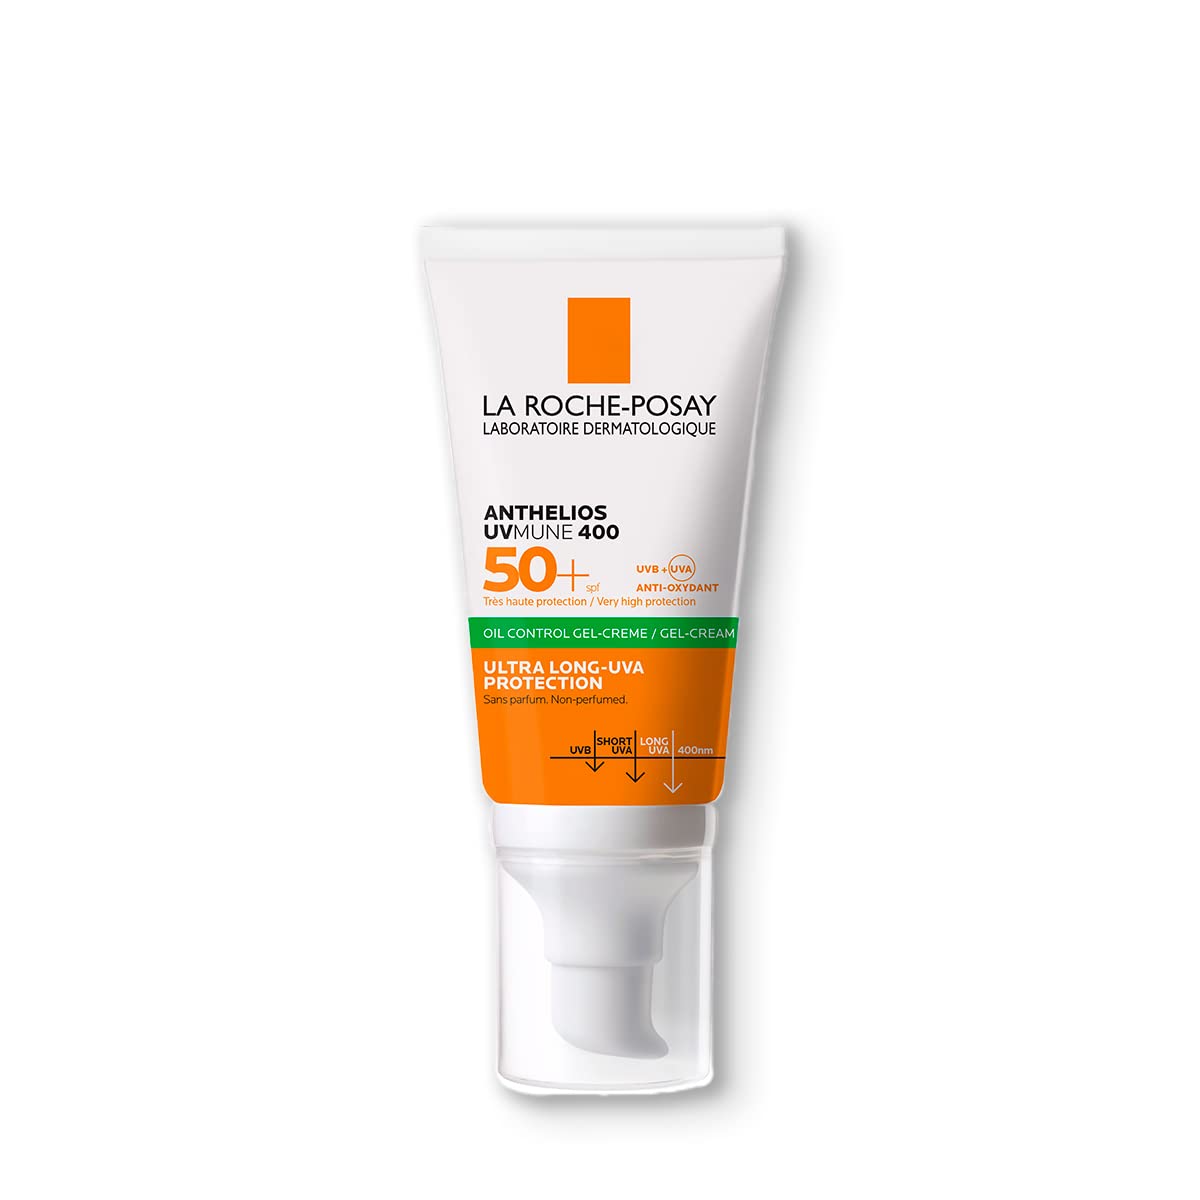 LA ROCHE-POSAY
LABORATOIRE DERMATOLOGIQUE
ANTHELIOS
UVMUNE 400
50+ spf
UVB + UVA
ANTI-OXYDANT
Très haute protection / Very high protection
OIL CONTROL GEL-CREME / GEL-CREAM
ULTRA LONG-UVA
PROTECTION
Sans parfum. Non-perfumed.
UVB
SHORT
UVA
LONG
UVA
400nm